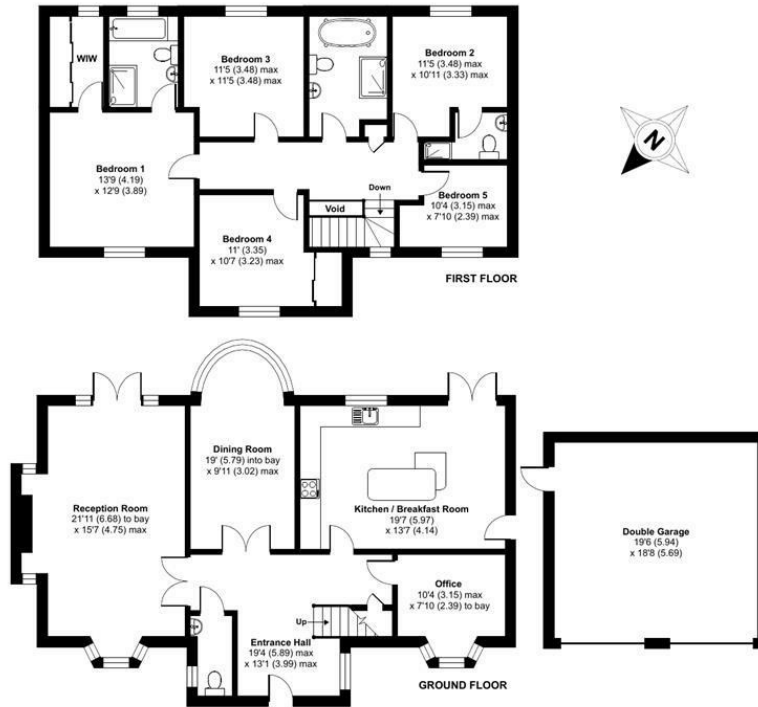 WIW
Bedroom 3
11'5 (3.48) max
x 11'5 (3.48) max
Bedroom 2
11'5 (3.48) max
x 10'11 (3.33) max
N
Bedroom 1
13'9 (4.19)
x 12'9 (3.89)
Down
Bedroom 5
10'4 (3.15) max
x 7'10 (2.39) max
Void
Bedroom 4
11' (3.35)
x 10'7 (3.23) max
FIRST FLOOR
Dining Room
19' (5.79) into bay
x 9'11 (3.02) max
Reception Room
21'11 (6.68) to bay
x 15'7 (4.75) max
Kitchen / Breakfast Room
19'7 (5.97)
x 13'7 (4.14)
Double Garage
19'6 (5.94)
x 18'8 (5.69)
Office
10'4 (3.15) max
x 7'10 (2.39) to bay
Up
Entrance Hall
19'4 (5.89) max
x 13'1 (3.99) max
GROUND FLOOR